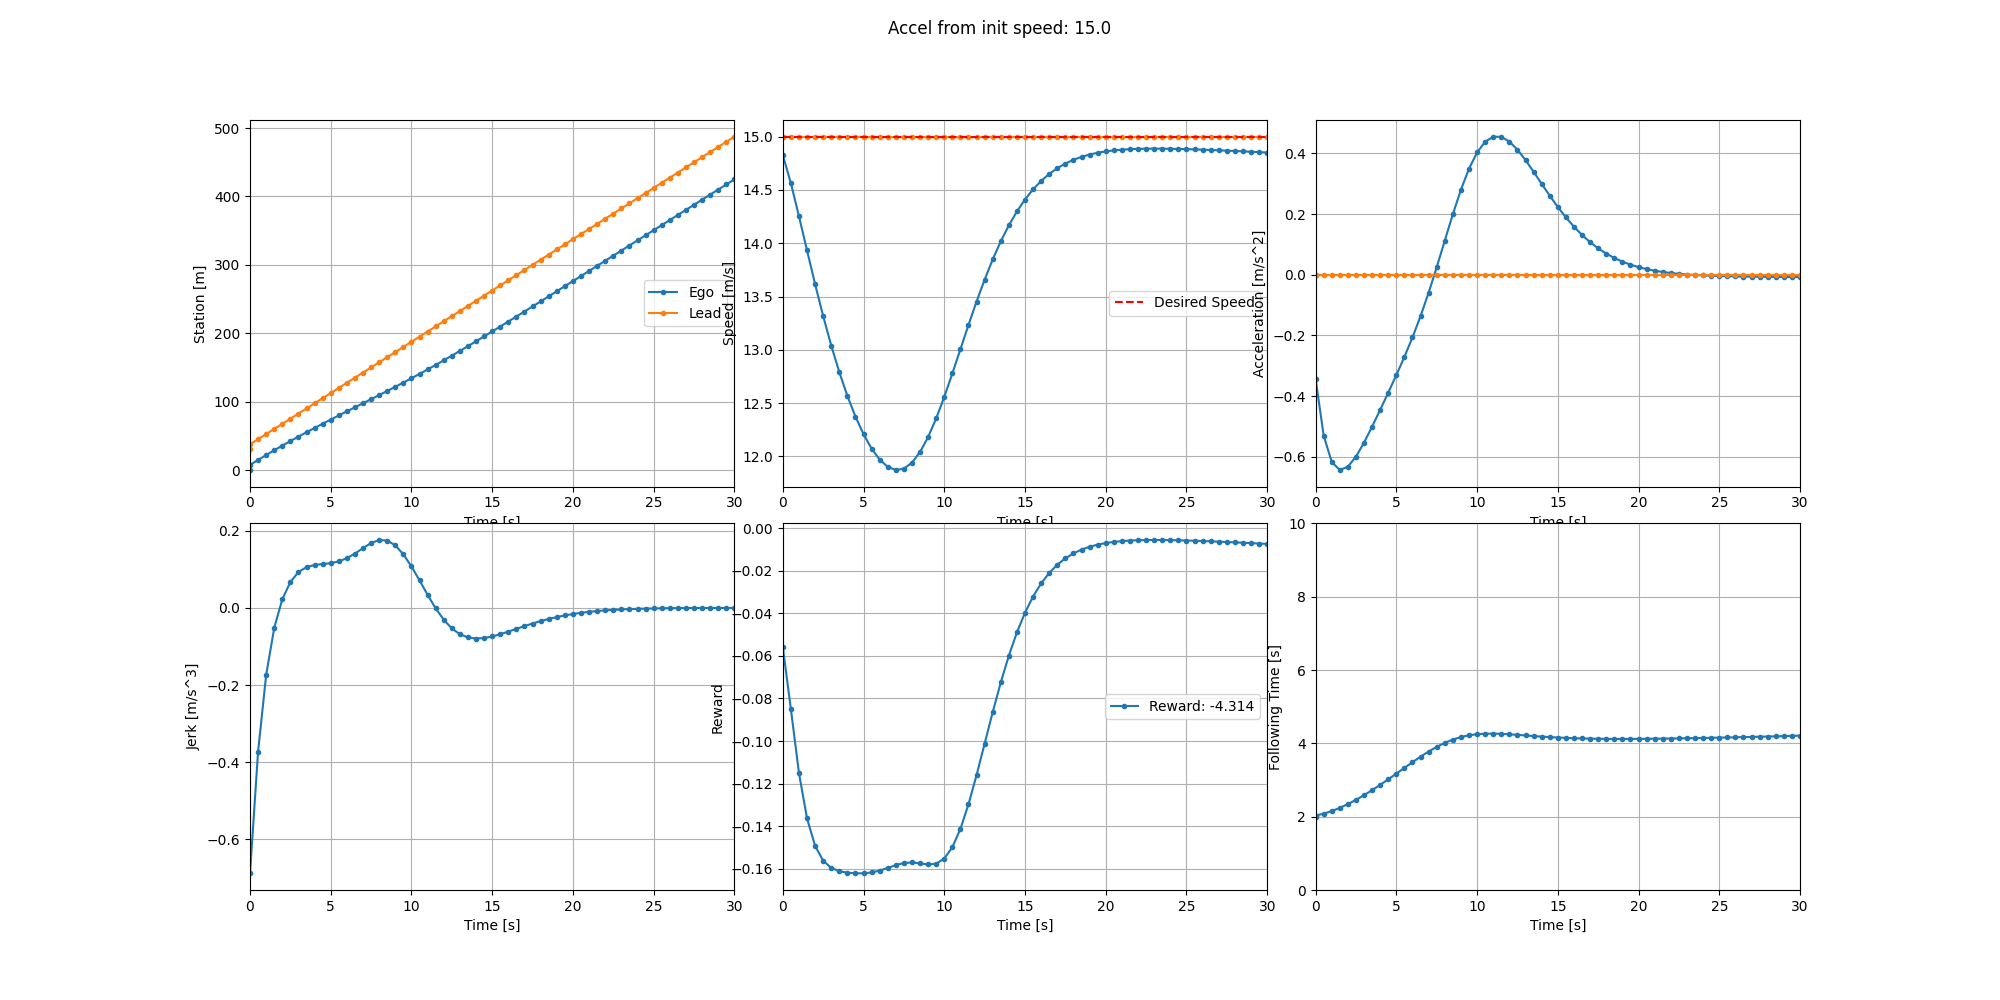 Accel from init speed: 15.0
Station [m]
500
400
300
200
100
0
Ego
Lead
0 5 10 15 20 25 30
Time [s]
Speed [m/s]
15.0
14.5
14.0
13.5
13.0
12.5
12.0
Desired Speed
0 5 10 15 20 25 30
Time [s]
Acceleration [m/s^2]
0.4
0.2
0.0
−0.2
−0.4
−0.6
0 5 10 15 20 25 30
Time [s]
Jerk [m/s^3]
0.2
0.0
−0.2
−0.4
−0.6
0 5 10 15 20 25 30
Time [s]
Reward
0.00
−0.02
−0.04
−0.06
−0.08
−0.10
−0.12
−0.14
−0.16
Reward: -4.314
0 5 10 15 20 25 30
Time [s]
Following Time [s]
10
8
6
4
2
0
0 5 10 15 20 25 30
Time [s]